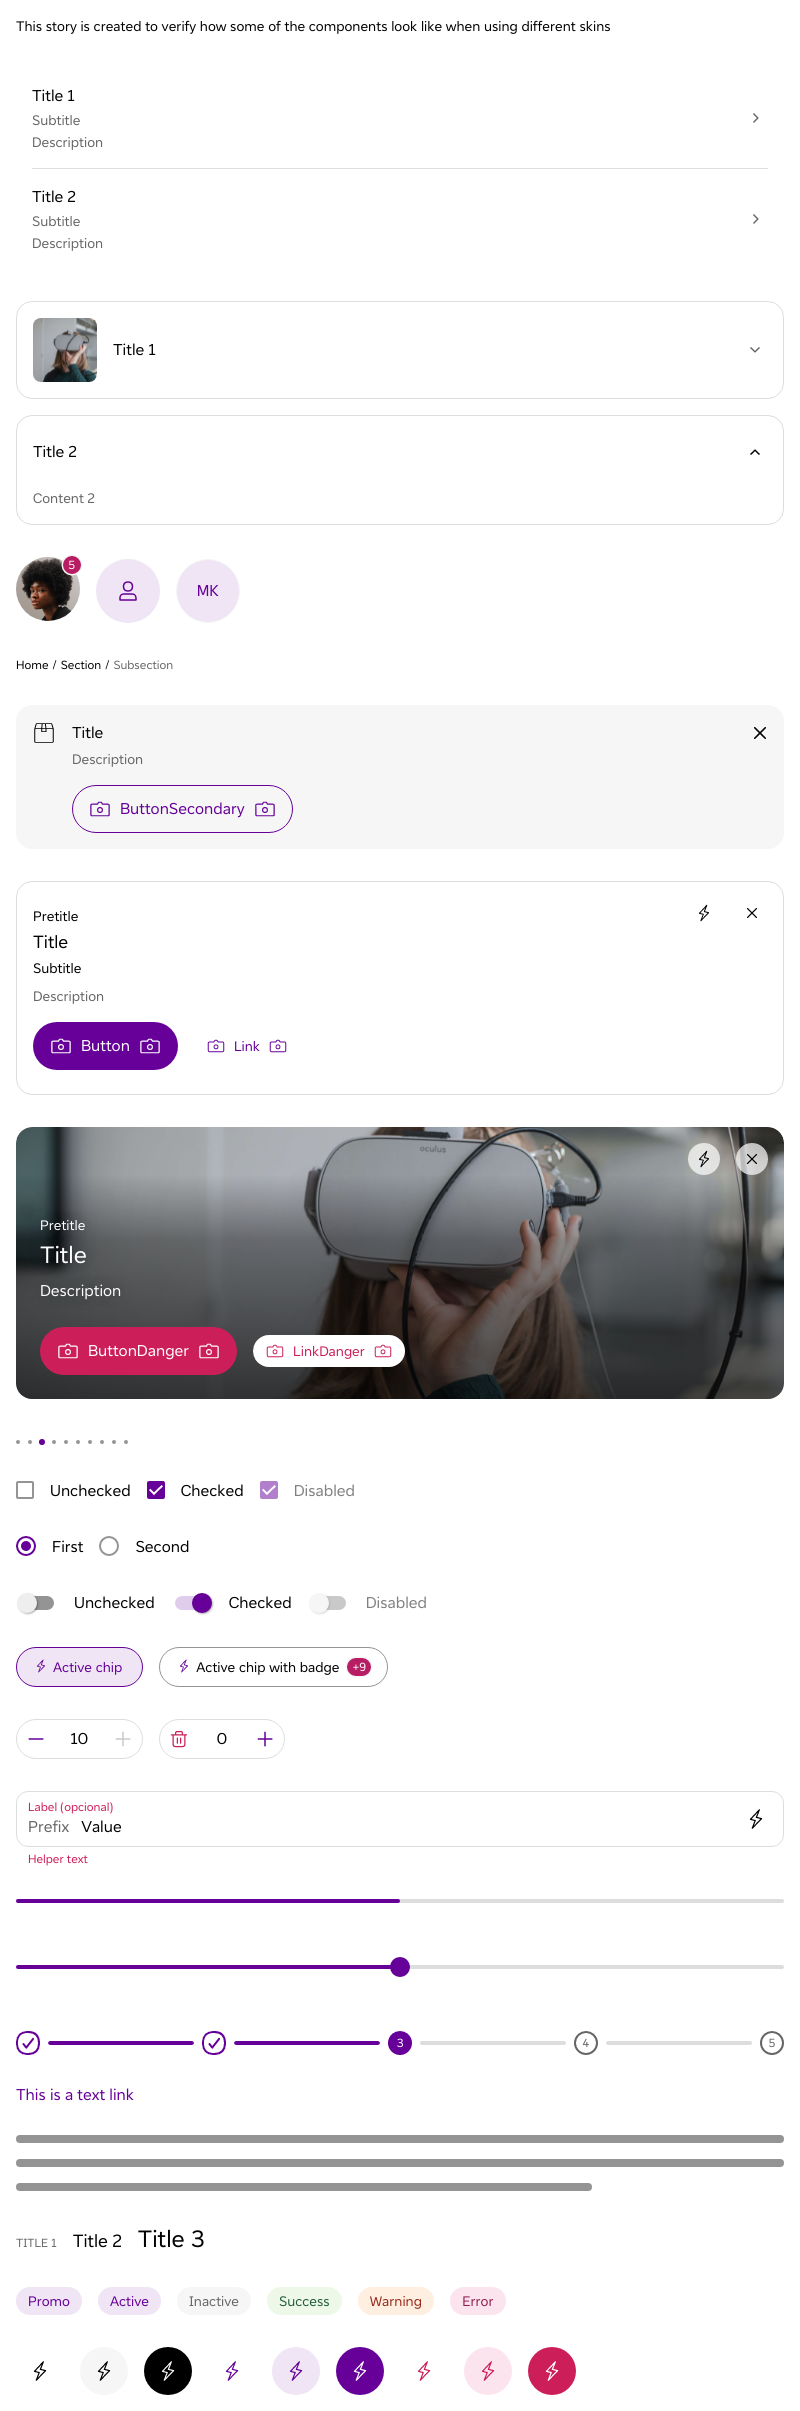 This story is created to verify how some of the components look like when using different skins
Title 1
Subtitle
Description
Title 2
Subtitle
Description
Title 1
Title 2
Content 2
5
MK
Home / Section / Subsection
Title
Description
ButtonSecondary
Pretitle
Title
Subtitle
Description
Button Link
oculus
Pretitle
Title
Description
ButtonDanger LinkDanger
Unchecked Checked Disabled
First Second
Unchecked Checked Disabled
Active chip Active chip with badge +9
10 0
Label (opcional)
Prefix Value
Helper text
3 4 5
This is a text link
TITLE 1 Title 2 Title 3
Promo Active Inactive Success Warning Error